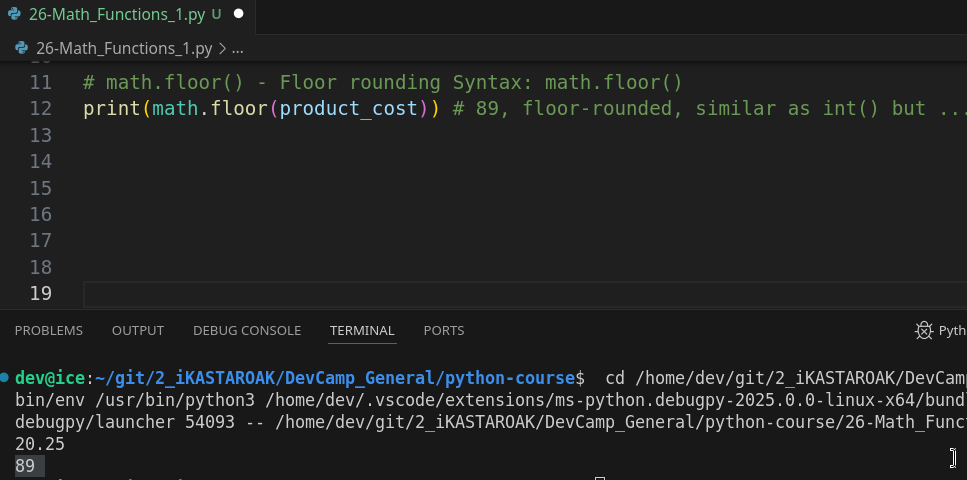 26-Math_Functions_1.py U
26-Math_Functions_1.py > ...
11 # math.floor() - Floor rounding Syntax: math.floor()
12 print(math.floor(product_cost)) # 89, floor-rounded, similar as int() but ...
13
14
15
16
17
18
19
PROBLEMS OUTPUT DEBUG CONSOLE TERMINAL PORTS Pyth
dev@ice:~/git/2_iKASTAROAK/DevCamp_General/python-course$ cd /home/dev/git/2_iKASTAROAK/DevCamp
bin/env /usr/bin/python3 /home/dev/.vscode/extensions/ms-python.debugpy-2025.0.0-linux-x64/bund
debugpy/launcher 54093 -- /home/dev/git/2_iKASTAROAK/DevCamp_General/python-course/26-Math_Func
20.25
89